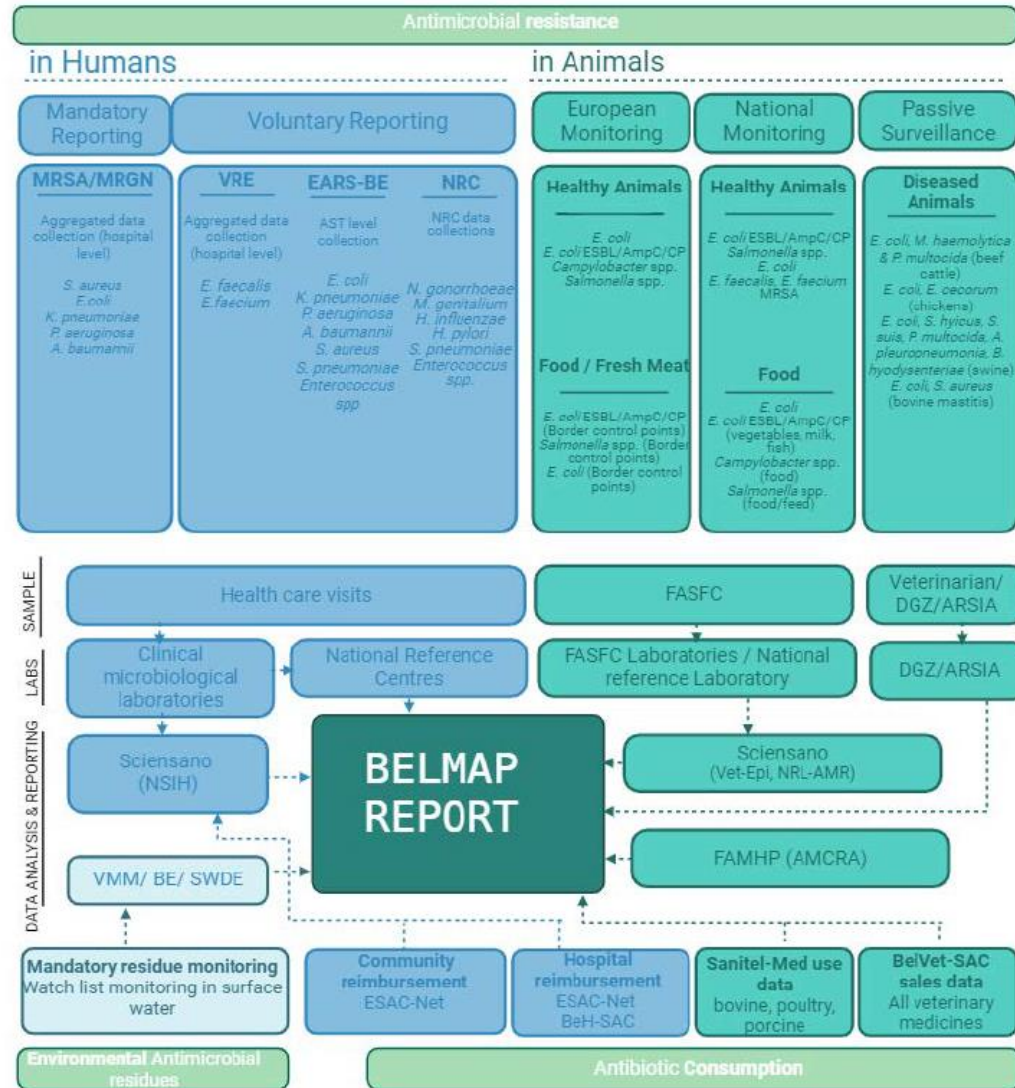 Antimicrobial resistance
in Humans
in Animals
Mandatory
Reporting
Voluntary Reporting
European
Monitoring
National
Monitoring
Passive
Surveillance
MRSA/MRGN
Aggregated data
collection (hospital
level)
S. aureus
E.coli
K. pneumoniae
P. aeruginosa
A. baumannii
VRE
Aggregated data
collection
(hospital level)
E. faecalis
E.faecium
EARS-BE
AST level
collection
E. coli
K. pneumoniae
P. aeruginosa
A. baumannii
S. aureus
S. pneumoniae
Enterococcus
spp
NRC
NRC data
collections
N. gonorrhoeae
M. genitalium
H. influenzae
H. pylori
S. pneumoniae
Enterococcus
spp.
Healthy Animals
E. coli
E. coli ESBL/AmpC/CP
Campylobacter spp.
Salmonella spp.
Food / Fresh Meat
E. coli ESBL/AmpC/CP
(Border control points)
Salmonella spp. (Border
control points)
E. coli (Border control
points)
Healthy Animals
E. coli ESBL/AmpC/CP
Salmonella spp.
E. coli
E. faecalis, E. faecium
MRSA
Food
E. coli
E. coli ESBL/AmpC/CP
(vegetables, milk,
fish)
Campylobacter spp.
(food)
Salmonella spp.
(food/feed)
Diseased
Animals
E. coli, M. haemolytica
& P. multocida (beef
cattle)
E. coli, E. cecorum
(chickens)
E. coli, S. hyicus, S.
suis, P. multocida, A.
pleuropneumonia, B.
hyodysenteriae (swine)
E. coli, S. aureus
(bovine mastitis)
SAMPLE
Health care visits
FASFC
Veterinarian/
DGZ/ARSIA
LABS
Clinical
microbiological
laboratories
National Reference
Centres
FASFC Laboratories / National
reference Laboratory
DGZ/ARSIA
DATA ANALYSIS & REPORTING
Sciensano
(NSIH)
BELMAP
REPORT
Sciensano
(Vet-Epi, NRL-AMR)
FAMHP (AMCRA)
VMM/ BE/ SWDE
Mandatory residue monitoring
Watch list monitoring in surface
water
Community
reimbursement
ESAC-Net
Hospital
reimbursement
ESAC-Net
BeH-SAC
Sanitel-Med use
data
bovine, poultry,
porcine
BelVet-SAC
sales data
All veterinary
medicines
Environmental Antimicrobial
residues
Antibiotic Consumption